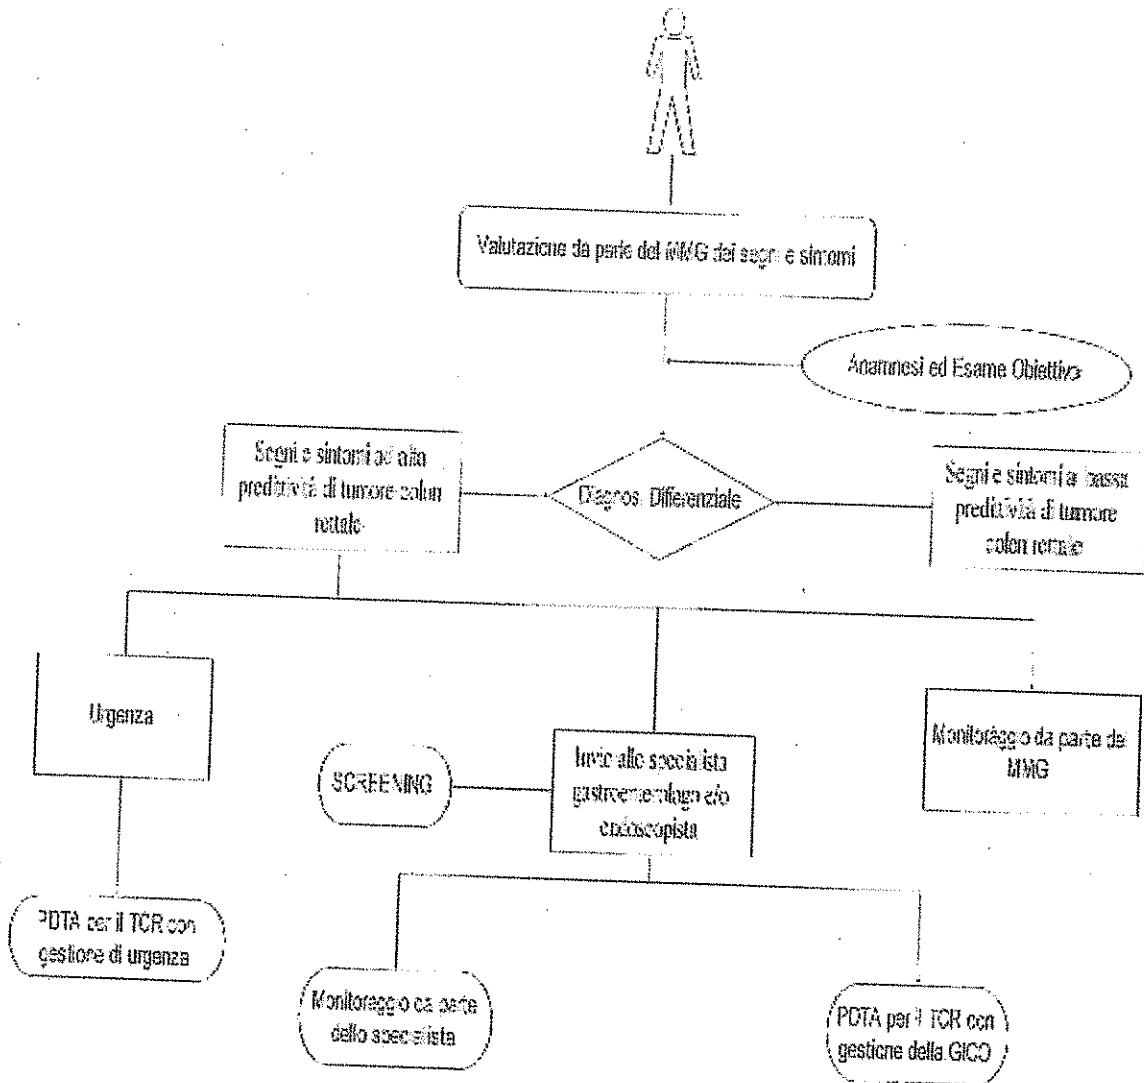 Valutazione da parte del MMG dei segni e sintomi
Anamnesi ed Esame Obiettivo
Segni e sintomi ad alta
predittività di tumore colon
rettale
Diagnosi Differenziale
Segni e sintomi a bassa
predittività di tumore
colon rettale
Urgenza
SCREENING
Invio allo specialista
gastroenterologo e/o
endoscopista
Monitoraggio da parte del
MMG
PDTA per il TCR con
gestione di urgenza
Monitoraggio da parte
dello specialista
PDTA per il TCR con
gestione della GICO